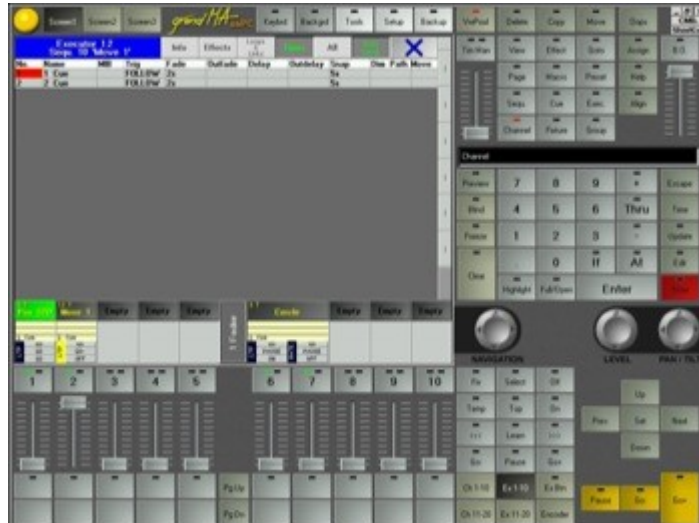 Screen1 Screen2 Screen3 grandMA onPC Keybd Backgd Tools Setup Backup
VwPool Delete Copy Move Oops
Executor 1.2
Sequ 10 'Move 1'
Info Effects All X
No. Name MIB Trig Fade Outfade Delay Outdelay Snap Dim Path Move
1 1 Cue FOLLOW 2s 5s
2 2 Cue FOLLOW 2s 5s
View Effect Assign B.O.
Page Macro Preset Help
Sequ Cue Exec Align
Channel Fixture Group
Channel
Preview 7 8 9 + Escape
Blind 4 5 6 Thru Time
Freeze 1 2 3 - Update
Clear . 0 If At Edit
Highlight Full/Open Enter
Move 1 Empty Empty Empty 1 Fader Circle Empty Empty Empty
NAVIGATION LEVEL PAN / TILT
1 2 3 4 5 6 7 8 9 10
Fix Select Off
Temp Top On
<<< Learn >>>
Go- Pause Go+
Up
Prev Set Next
Down
PgUp
PgDn
Ch 1-10 Ex 1-10 Ex Btn
Ch 11-20 Ex 11-20 Encoder
Pause Go- Go+